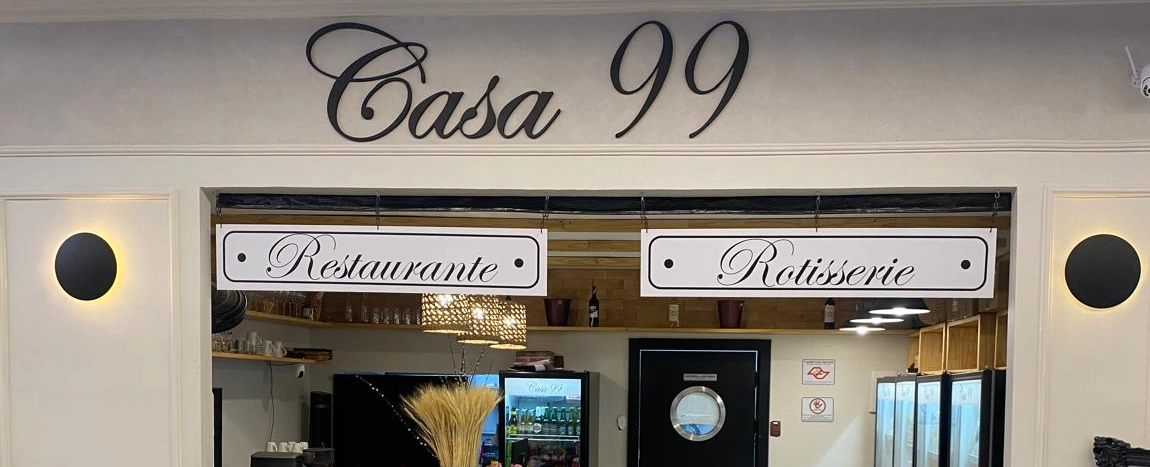 Casa 99
Restaurante
Rotisserie
Casa 99